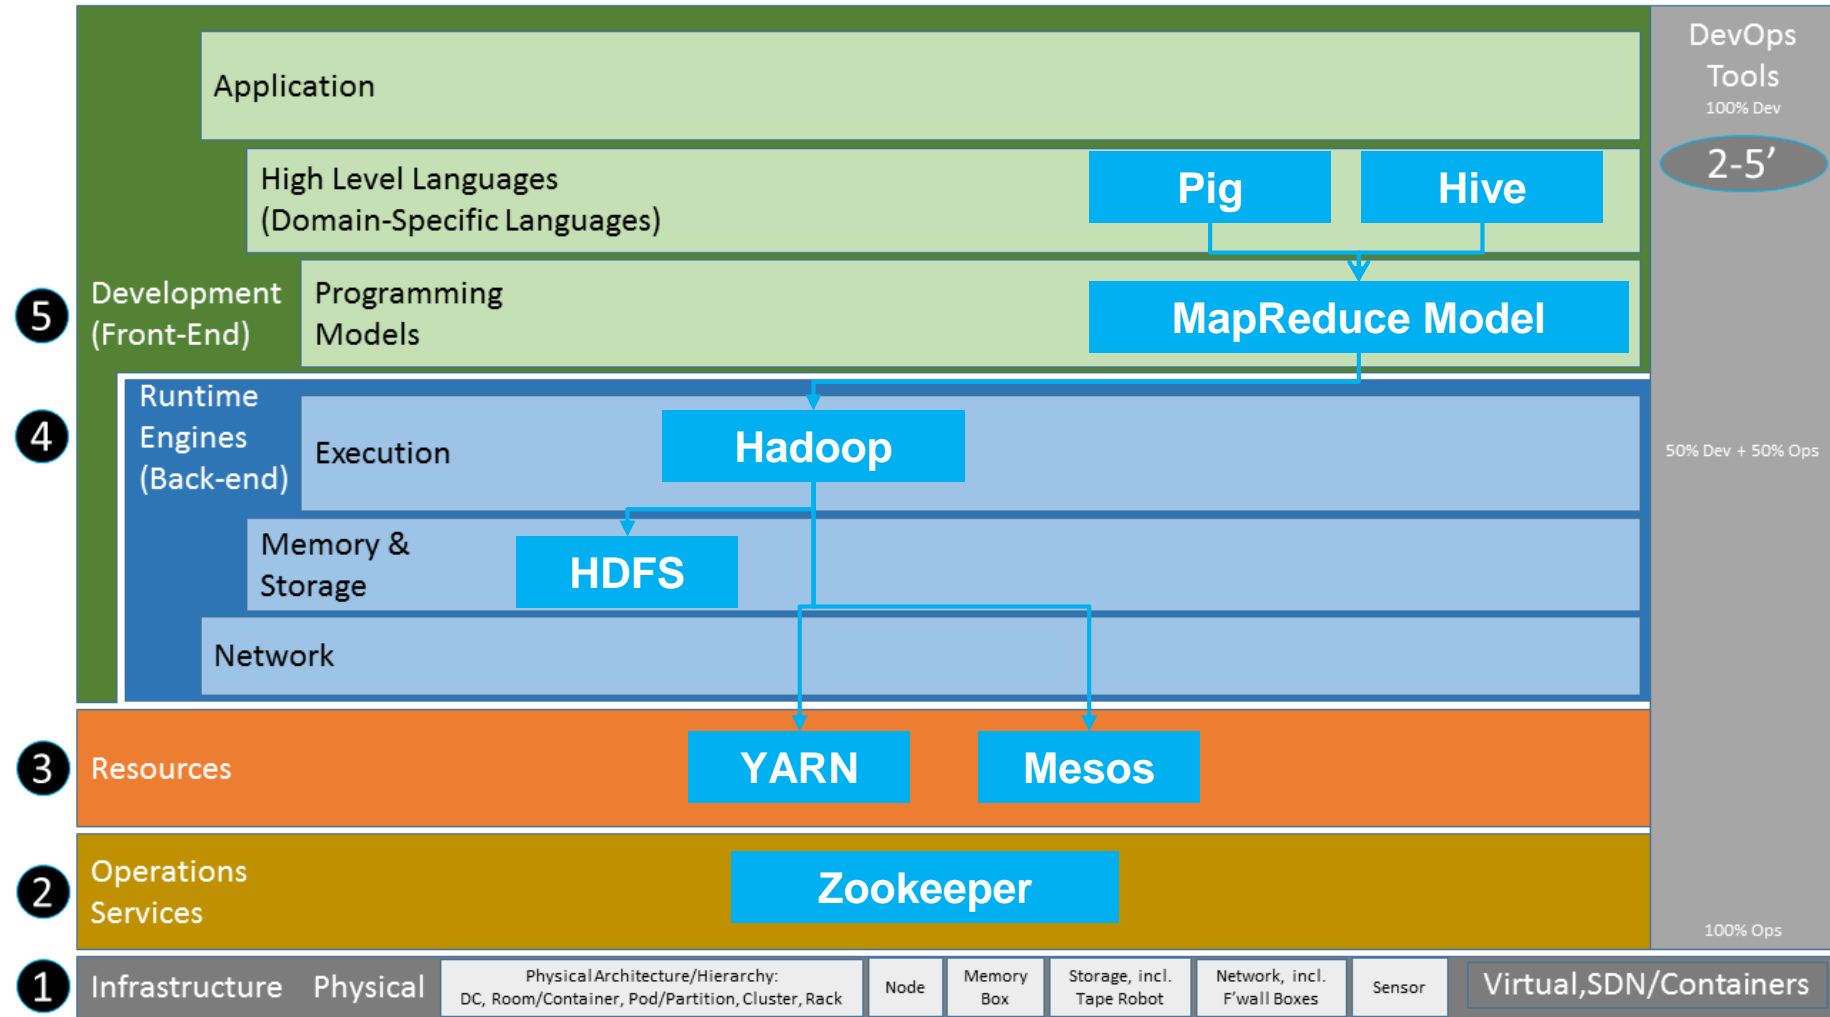 DevOps
Tools
100% Dev
2-5’
Application
High Level Languages
(Domain-Specific Languages)
Pig
Hive
5
Development
(Front-End)
Programming
Models
MapReduce Model
4
Runtime
Engines
(Back-end)
Execution
Hadoop
50% Dev + 50% Ops
Memory &
Storage
HDFS
Network
3
Resources
YARN
Mesos
2
Operations
Services
Zookeeper
100% Ops
1
Infrastructure
Physical
Physical Architecture/Hierarchy:
DC, Room/Container, Pod/Partition, Cluster, Rack
Node
Memory
Box
Storage, incl.
Tape Robot
Network, incl.
F’wall Boxes
Sensor
Virtual,SDN/Containers